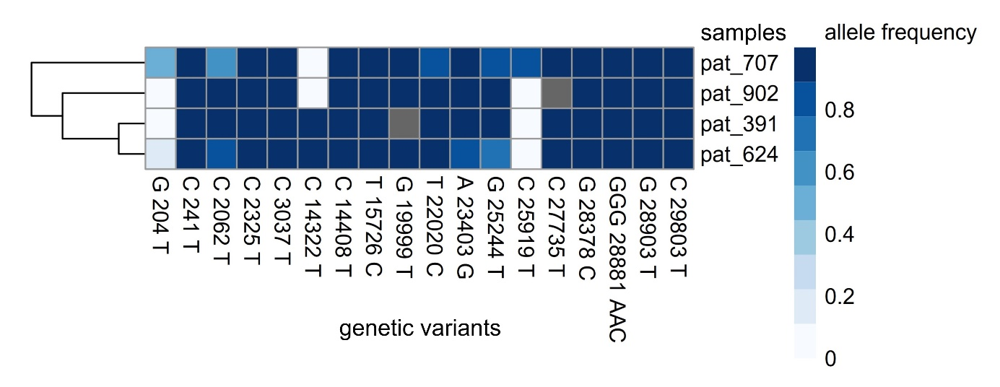 samples
allele frequency
pat_707
pat_902
pat_391
pat_624
0.8
0.6
0.4
0.2
0
G 204 T
C 241 T
C 2062 T
C 2325 T
C 3037 T
C 14322 T
C 14408 T
T 15726 C
G 19999 T
T 22020 C
A 23403 G
G 25244 T
C 25919 T
C 27735 T
G 28378 C
GGG 28881 AAC
G 28903 T
C 29803 T
genetic variants